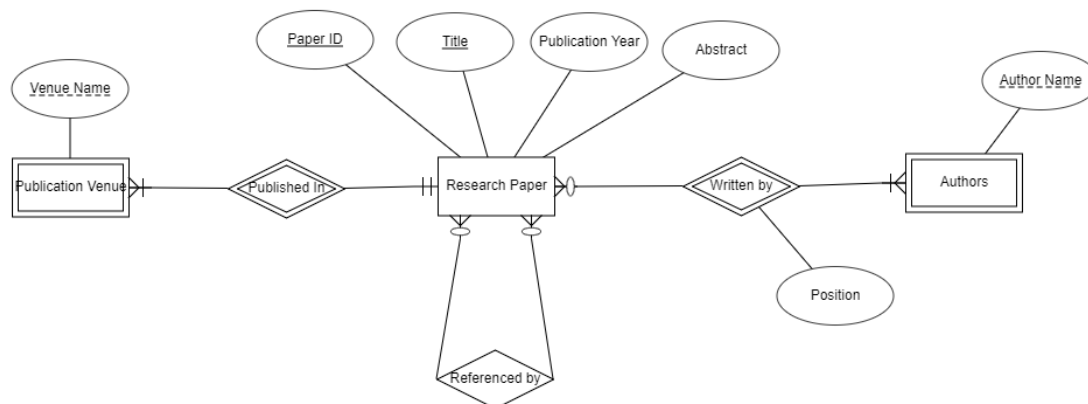 Paper ID
Title
Publication Year
Abstract
Venue Name
Author Name
Publication Venue
Published In
Research Paper
Written by
Authors
Position
Referenced by